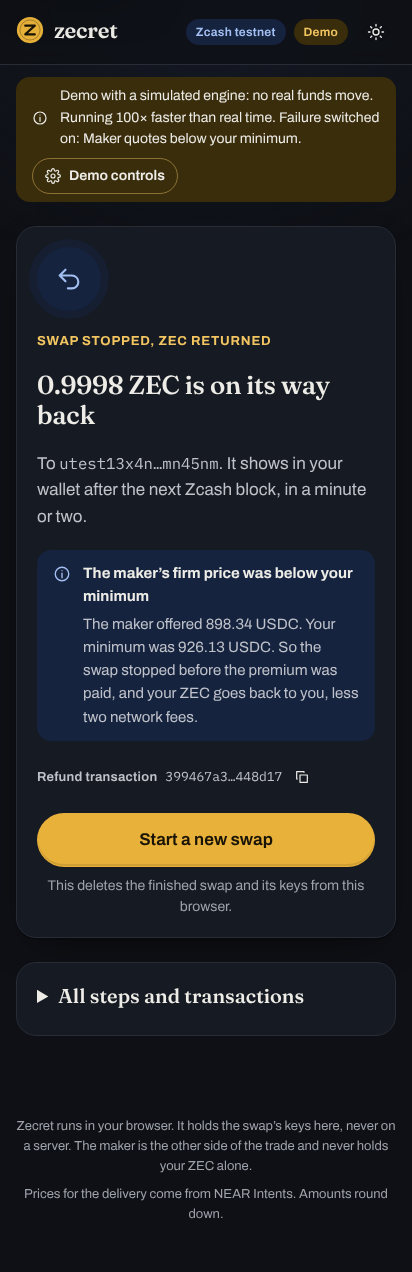 zecret
Zcash testnet
Demo
Demo with a simulated engine: no real funds move.
Running 100× faster than real time. Failure switched
on: Maker quotes below your minimum.
Demo controls
SWAP STOPPED, ZEC RETURNED
0.9998 ZEC is on its way
back
To utest13x4n…mn45nm. It shows in your
wallet after the next Zcash block, in a minute
or two.
The maker’s firm price was below your
minimum
The maker offered 898.34 USDC. Your
minimum was 926.13 USDC. So the
swap stopped before the premium was
paid, and your ZEC goes back to you, less
two network fees.
Refund transaction 399467a3…448d17
Start a new swap
This deletes the finished swap and its keys from this
browser.
All steps and transactions
Zecret runs in your browser. It holds the swap’s keys here, never on
a server. The maker is the other side of the trade and never holds
your ZEC alone.
Prices for the delivery come from NEAR Intents. Amounts round
down.